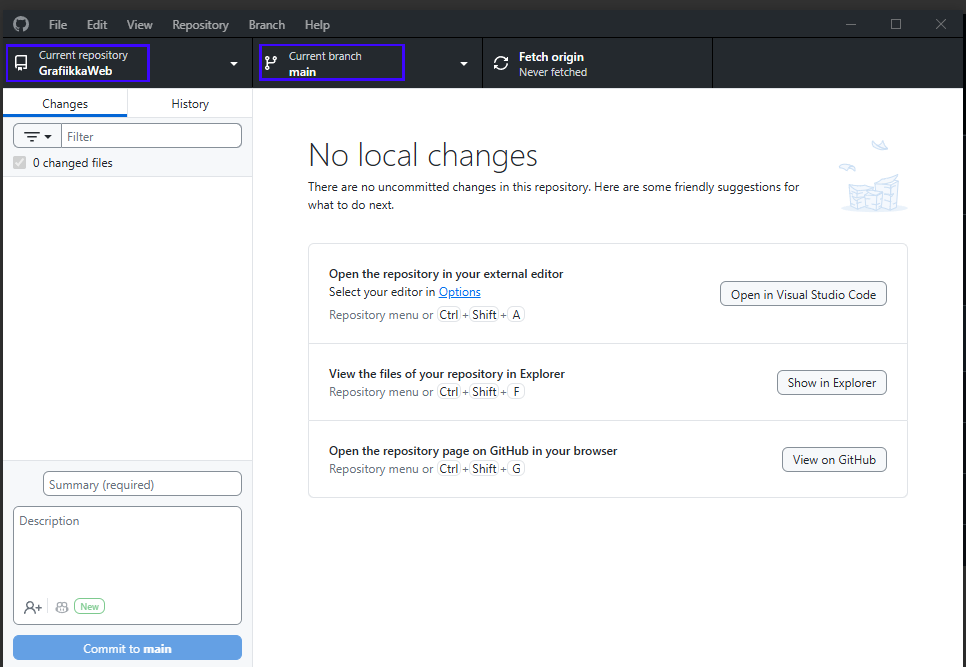 File Edit View Repository Branch Help
Current repository
GrafiikkaWeb
Current branch
main
Fetch origin
Never fetched
Changes History
Filter
0 changed files
No local changes
There are no uncommitted changes in this repository. Here are some friendly suggestions for
what to do next.
Open the repository in your external editor
Select your editor in Options
Repository menu or Ctrl + Shift + A
Open in Visual Studio Code
View the files of your repository in Explorer
Repository menu or Ctrl + Shift + F
Show in Explorer
Open the repository page on GitHub in your browser
Repository menu or Ctrl + Shift + G
View on GitHub
Summary (required)
Description
New
Commit to main